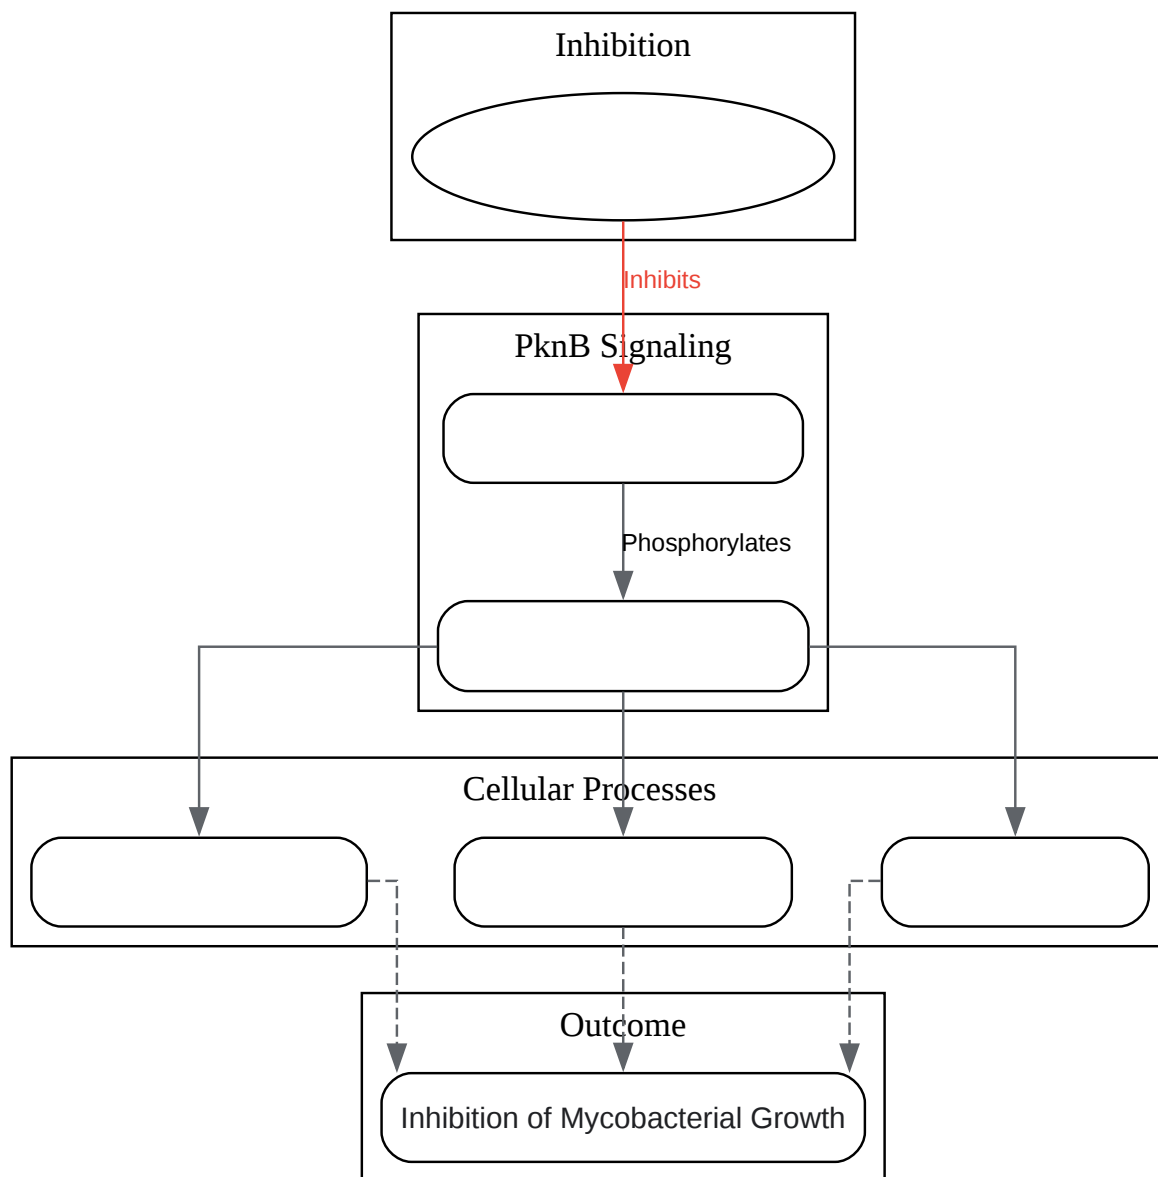 Inhibition
Inhibits
PknB Signaling
Phosphorylates
Cellular Processes
Outcome
Inhibition of Mycobacterial Growth